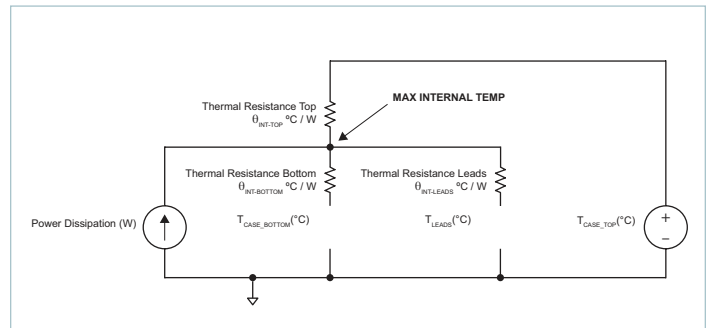 MAX INTERNAL TEMP
Thermal Resistance Top
θINT-TOP ºC / W
Thermal Resistance Bottom
θINT-BOTTOM ºC / W
Thermal Resistance Leads
θINT-LEADS ºC / W
Power Dissipation (W)
TCASE_BOTTOM(°C)
TLEADS(°C)
TCASE_TOP(°C)
+
–